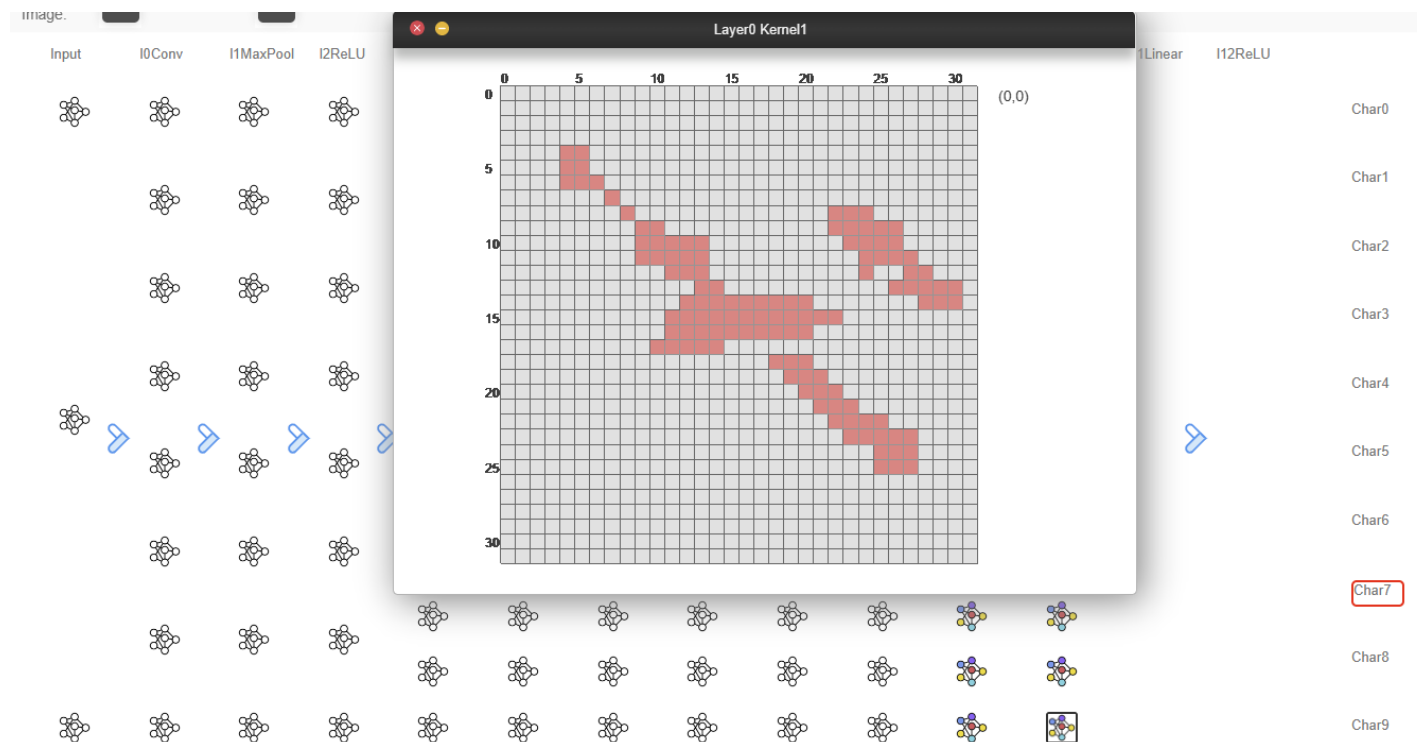 Image:
Layer0 Kernel1
Input l0Conv l1MaxPool l2ReLU 1Linear l12ReLU
0 5 10 15 20 25 30
(0,0)
0
5
10
15
20
25
30
Char0
Char1
Char2
Char3
Char4
Char5
Char6
Char7
Char8
Char9